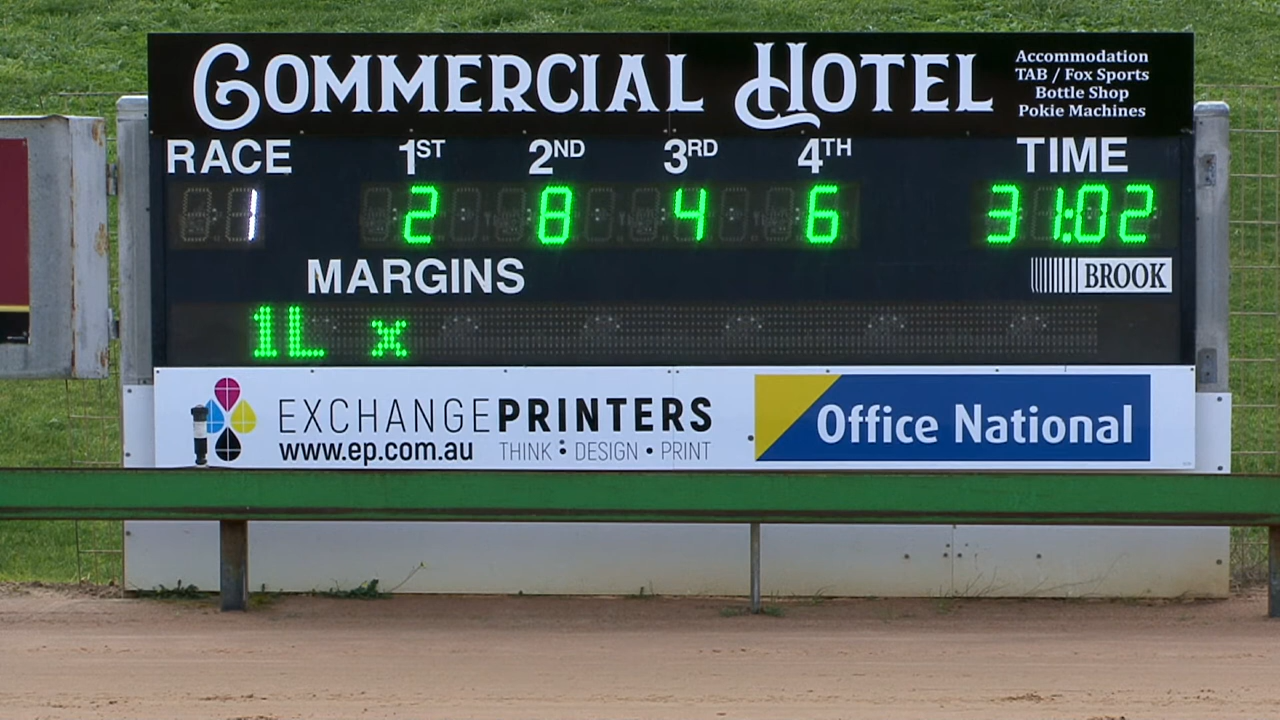 COMMERCIAL HOTEL
Accommodation
TAB / Fox Sports
Bottle Shop
Pokie Machines
RACE 1ST 2ND 3RD 4TH TIME
1 2 8 4 6 31:02
MARGINS
BROOK
1L x
EXCHANGEPRINTERS
www.ep.com.au THINK : DESIGN • PRINT
Office National